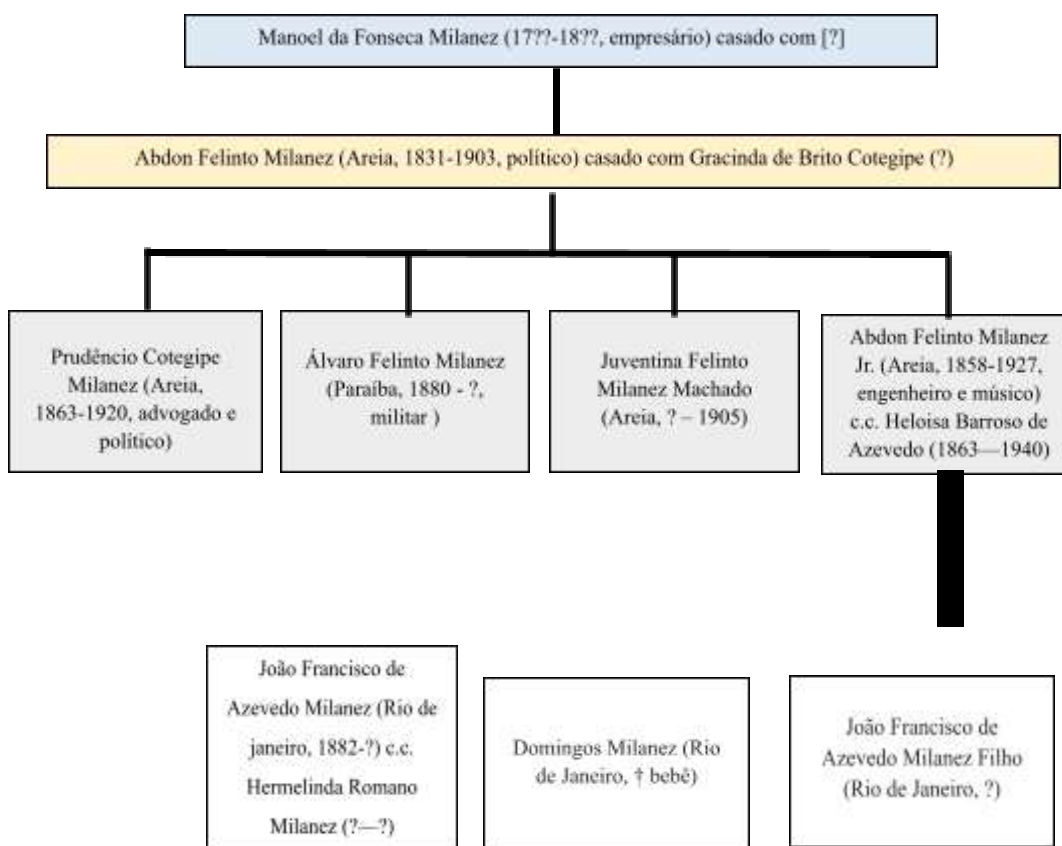 Manoel da Fonseca Milanez (17??-18??, empresário) casado com [?]
Abdon Felinto Milanez (Areia, 1831-1903, político) casado com Gracinda de Brito Cotegipe (?)
Prudêncio Cotegipe
Milanez (Areia,
1863-1920, advogado e
político)
Álvaro Felinto Milanez
(Paraíba, 1880 - ?,
militar )
Juventina Felinto
Milanez Machado
(Areia, ? – 1905)
Abdon Felinto Milanez
Jr. (Areia, 1858-1927,
engenheiro e músico)
c.c. Heloisa Barroso de
Azevedo (1863—1940)
João Francisco de
Azevedo Milanez (Rio de
janeiro, 1882-?) c.c.
Hermelinda Romano
Milanez (?—?)
Domingos Milanez (Rio
de Janeiro, † bebê)
João Francisco de
Azevedo Milanez Filho
(Rio de Janeiro, ?)